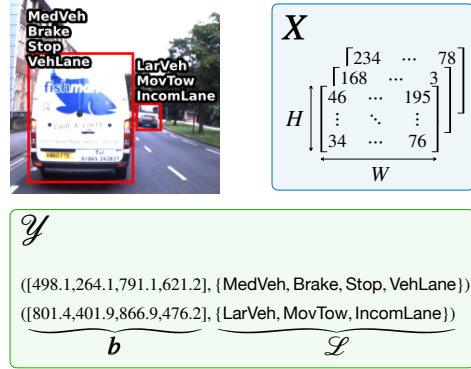 MedVeh
Brake
Stop
VehLane
LarVeh
MovTow
IncomLane
fishman
X
234 ⋯ 78
168 ⋯ 3
46 ⋯ 195
⋮ ⋱ ⋮
34 ⋯ 76
H
W
𝒴
([498.1,264.1,791.1,621.2], {MedVeh, Brake, Stop, VehLane})
([801.4,401.9,866.9,476.2], {LarVeh, MovTow, IncomLane})
b ℒ